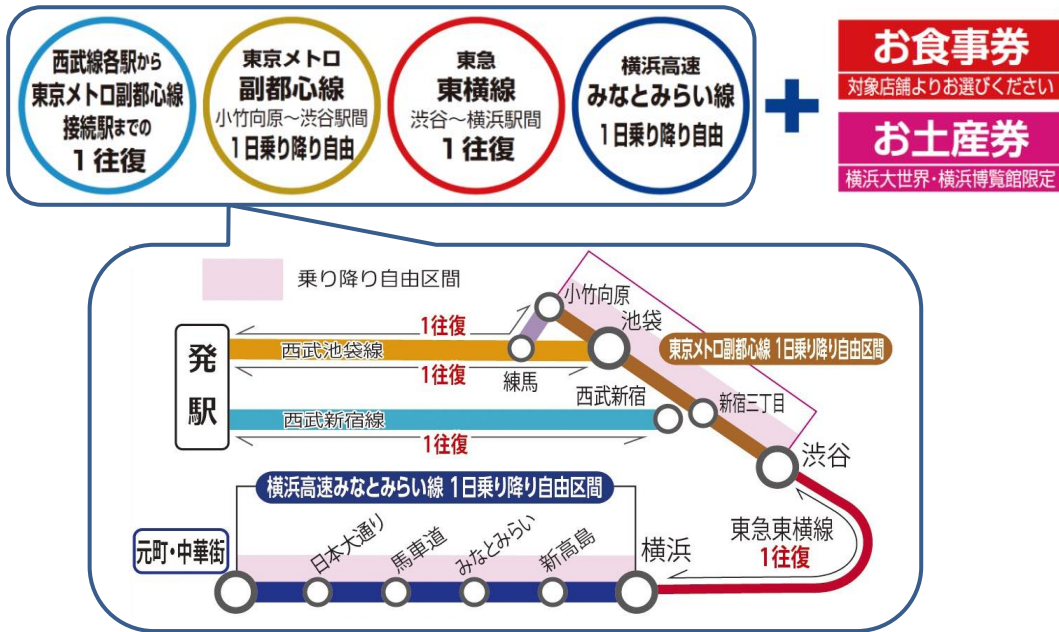 西武線各駅から
東京メトロ副都心線
接続駅までの
1往復
東京メトロ
副都心線
小竹向原～渋谷駅間
1日乗り降り自由
東急
東横線
渋谷～横浜駅間
1往復
横浜高速
みなとみらい線
1日乗り降り自由
+
お食事券
対象店舗よりお選びください
お土産券
横浜大世界・横浜博覧館限定
乗り降り自由区間
小竹向原
池袋
1往復
発駅
西武池袋線
東京メトロ副都心線 1日乗り降り自由区間
1往復
練馬
西武新宿
新宿三丁目
西武新宿線
1往復
渋谷
横浜高速みなとみらい線 1日乗り降り自由区間
東急東横線
1往復
元町・中華街
日本大通り
馬車道
みなとみらい
新高島
横浜